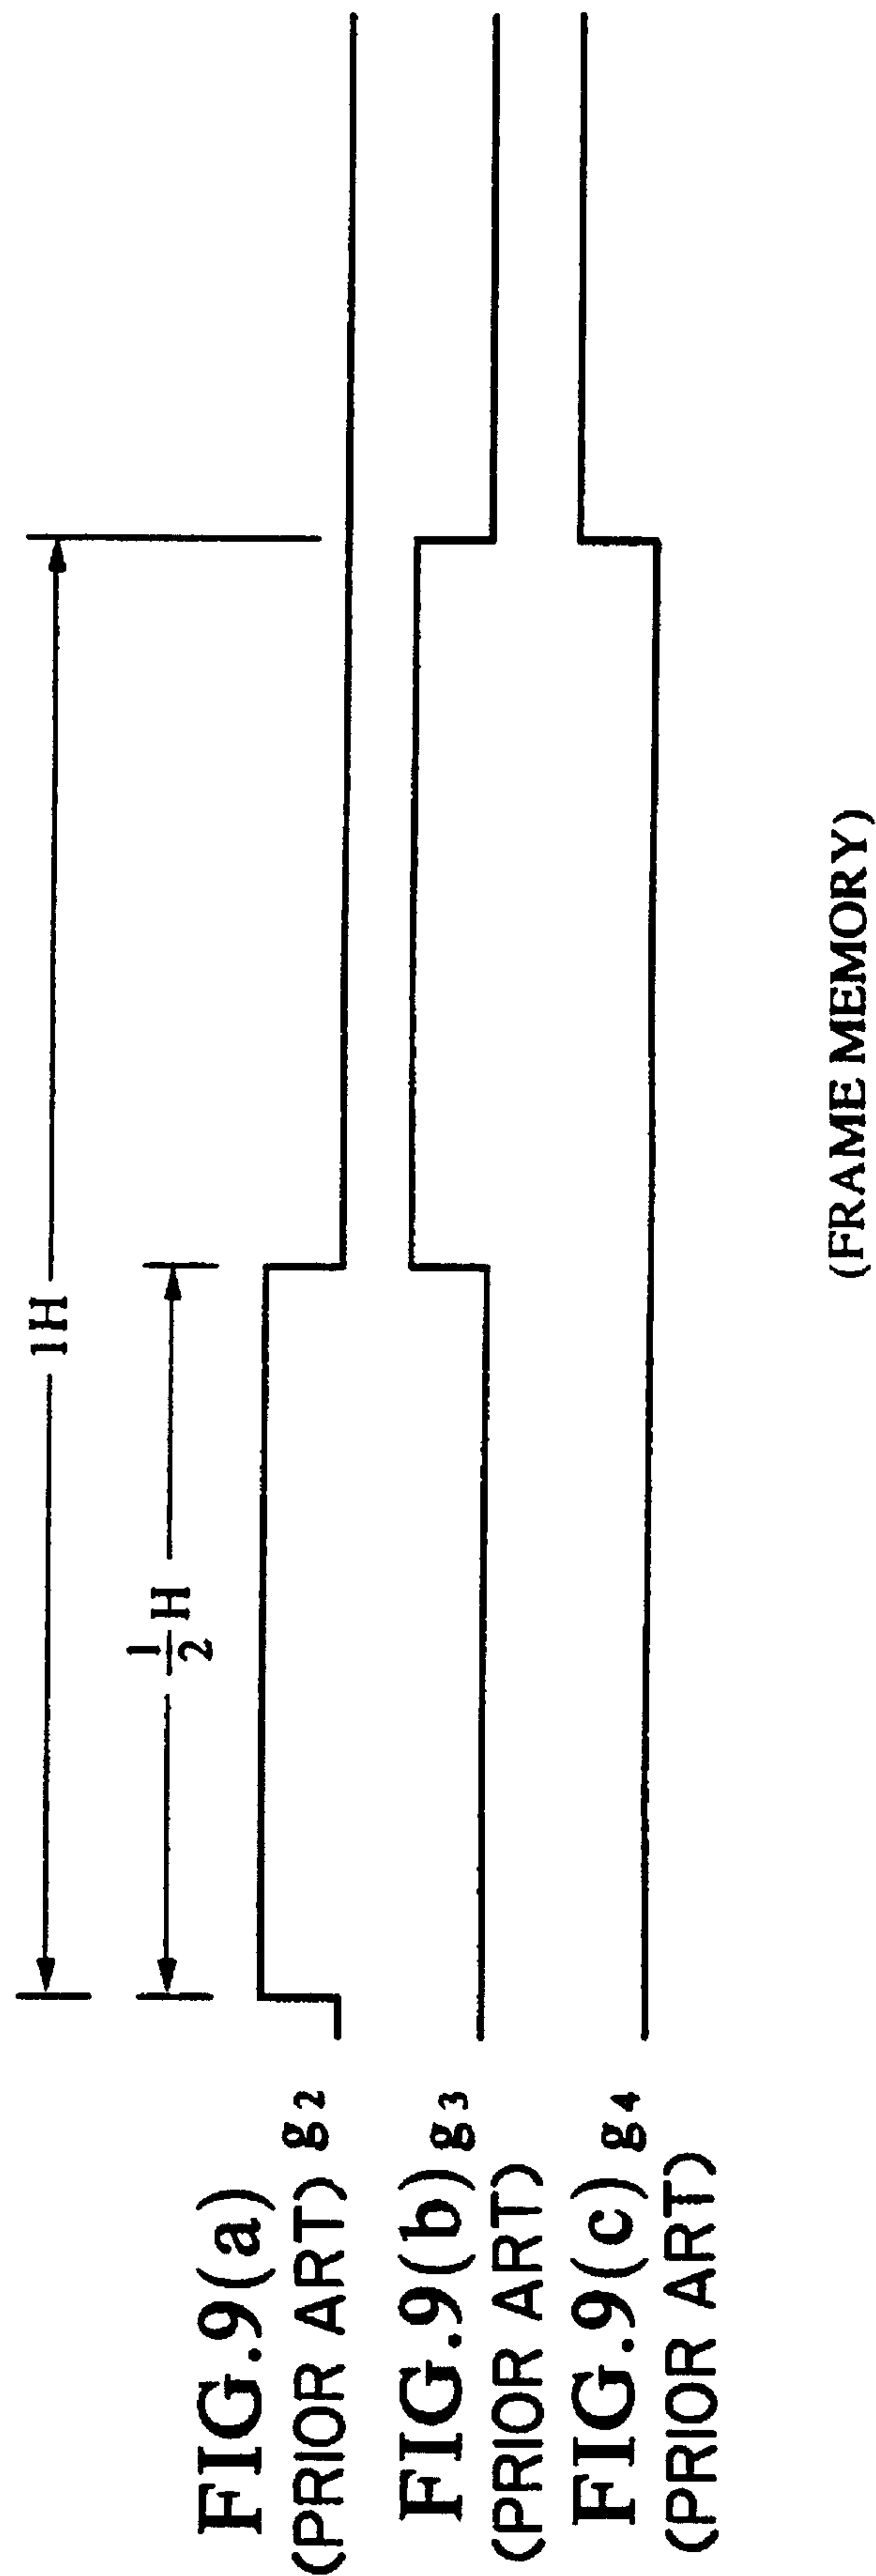 1H
1/2 H
FIG.9(a) g2
(PRIOR ART)
FIG.9(b) g3
(PRIOR ART)
FIG.9(c) g4
(PRIOR ART)
(FRAME MEMORY)